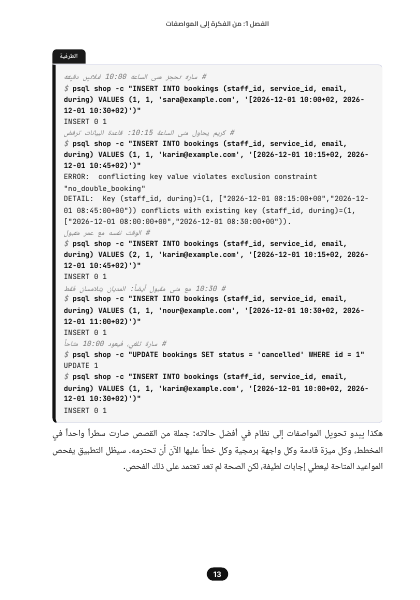 الفصل 1: من الفكرة إلى المواصفات
الطرفية
# سارة تحجز منى الساعة 10:00 لثلاثين دقيقة
$ psql shop -c "INSERT INTO bookings (staff_id, service_id, email,
during) VALUES (1, 1, 'sara@example.com', '[2026-12-01 10:00+02, 2026-
12-01 10:30+02)')"
INSERT 0 1
# كريم يحاول منى الساعة 10:15: قاعدة البيانات ترفض
$ psql shop -c "INSERT INTO bookings (staff_id, service_id, email,
during) VALUES (1, 1, 'karim@example.com', '[2026-12-01 10:15+02, 2026-
12-01 10:45+02)')"
ERROR:  conflicting key value violates exclusion constraint
"no_double_booking"
DETAIL:  Key (staff_id, during)=(1, ["2026-12-01 08:15:00+00","2026-12-
01 08:45:00+00")) conflicts with existing key (staff_id, during)=(1,
["2026-12-01 08:00:00+00","2026-12-01 08:30:00+00")).
# الوقت نفسه مع عمر مقبول
$ psql shop -c "INSERT INTO bookings (staff_id, service_id, email,
during) VALUES (2, 1, 'karim@example.com', '[2026-12-01 10:15+02, 2026-
12-01 10:45+02)')"
INSERT 0 1
# 10:30 مع منى مقبول أيضاً: المديان يتلامسان فقط
$ psql shop -c "INSERT INTO bookings (staff_id, service_id, email,
during) VALUES (1, 1, 'nour@example.com', '[2026-12-01 10:30+02, 2026-
12-01 11:00+02)')"
INSERT 0 1
# سارة تلغي، فيعود 10:00 متاحاً
$ psql shop -c "UPDATE bookings SET status = 'cancelled' WHERE id = 1"
UPDATE 1
$ psql shop -c "INSERT INTO bookings (staff_id, service_id, email,
during) VALUES (1, 1, 'karim@example.com', '[2026-12-01 10:00+02, 2026-
12-01 10:30+02)')"
INSERT 0 1
هكذا يبدو تحويل المواصفات إلى نظام في أفضل حالاته: جملة من القصص صارت سطراً واحداً في
المخطط، وكل ميزة قادمة وكل واجهة برمجية وكل خطأ عليها الآن أن تحترمه. سيظل التطبيق يفحص
المواعيد المتاحة ليعطي إجابات لطيفة، لكن الصحة لم تعد تعتمد على ذلك الفحص.
13